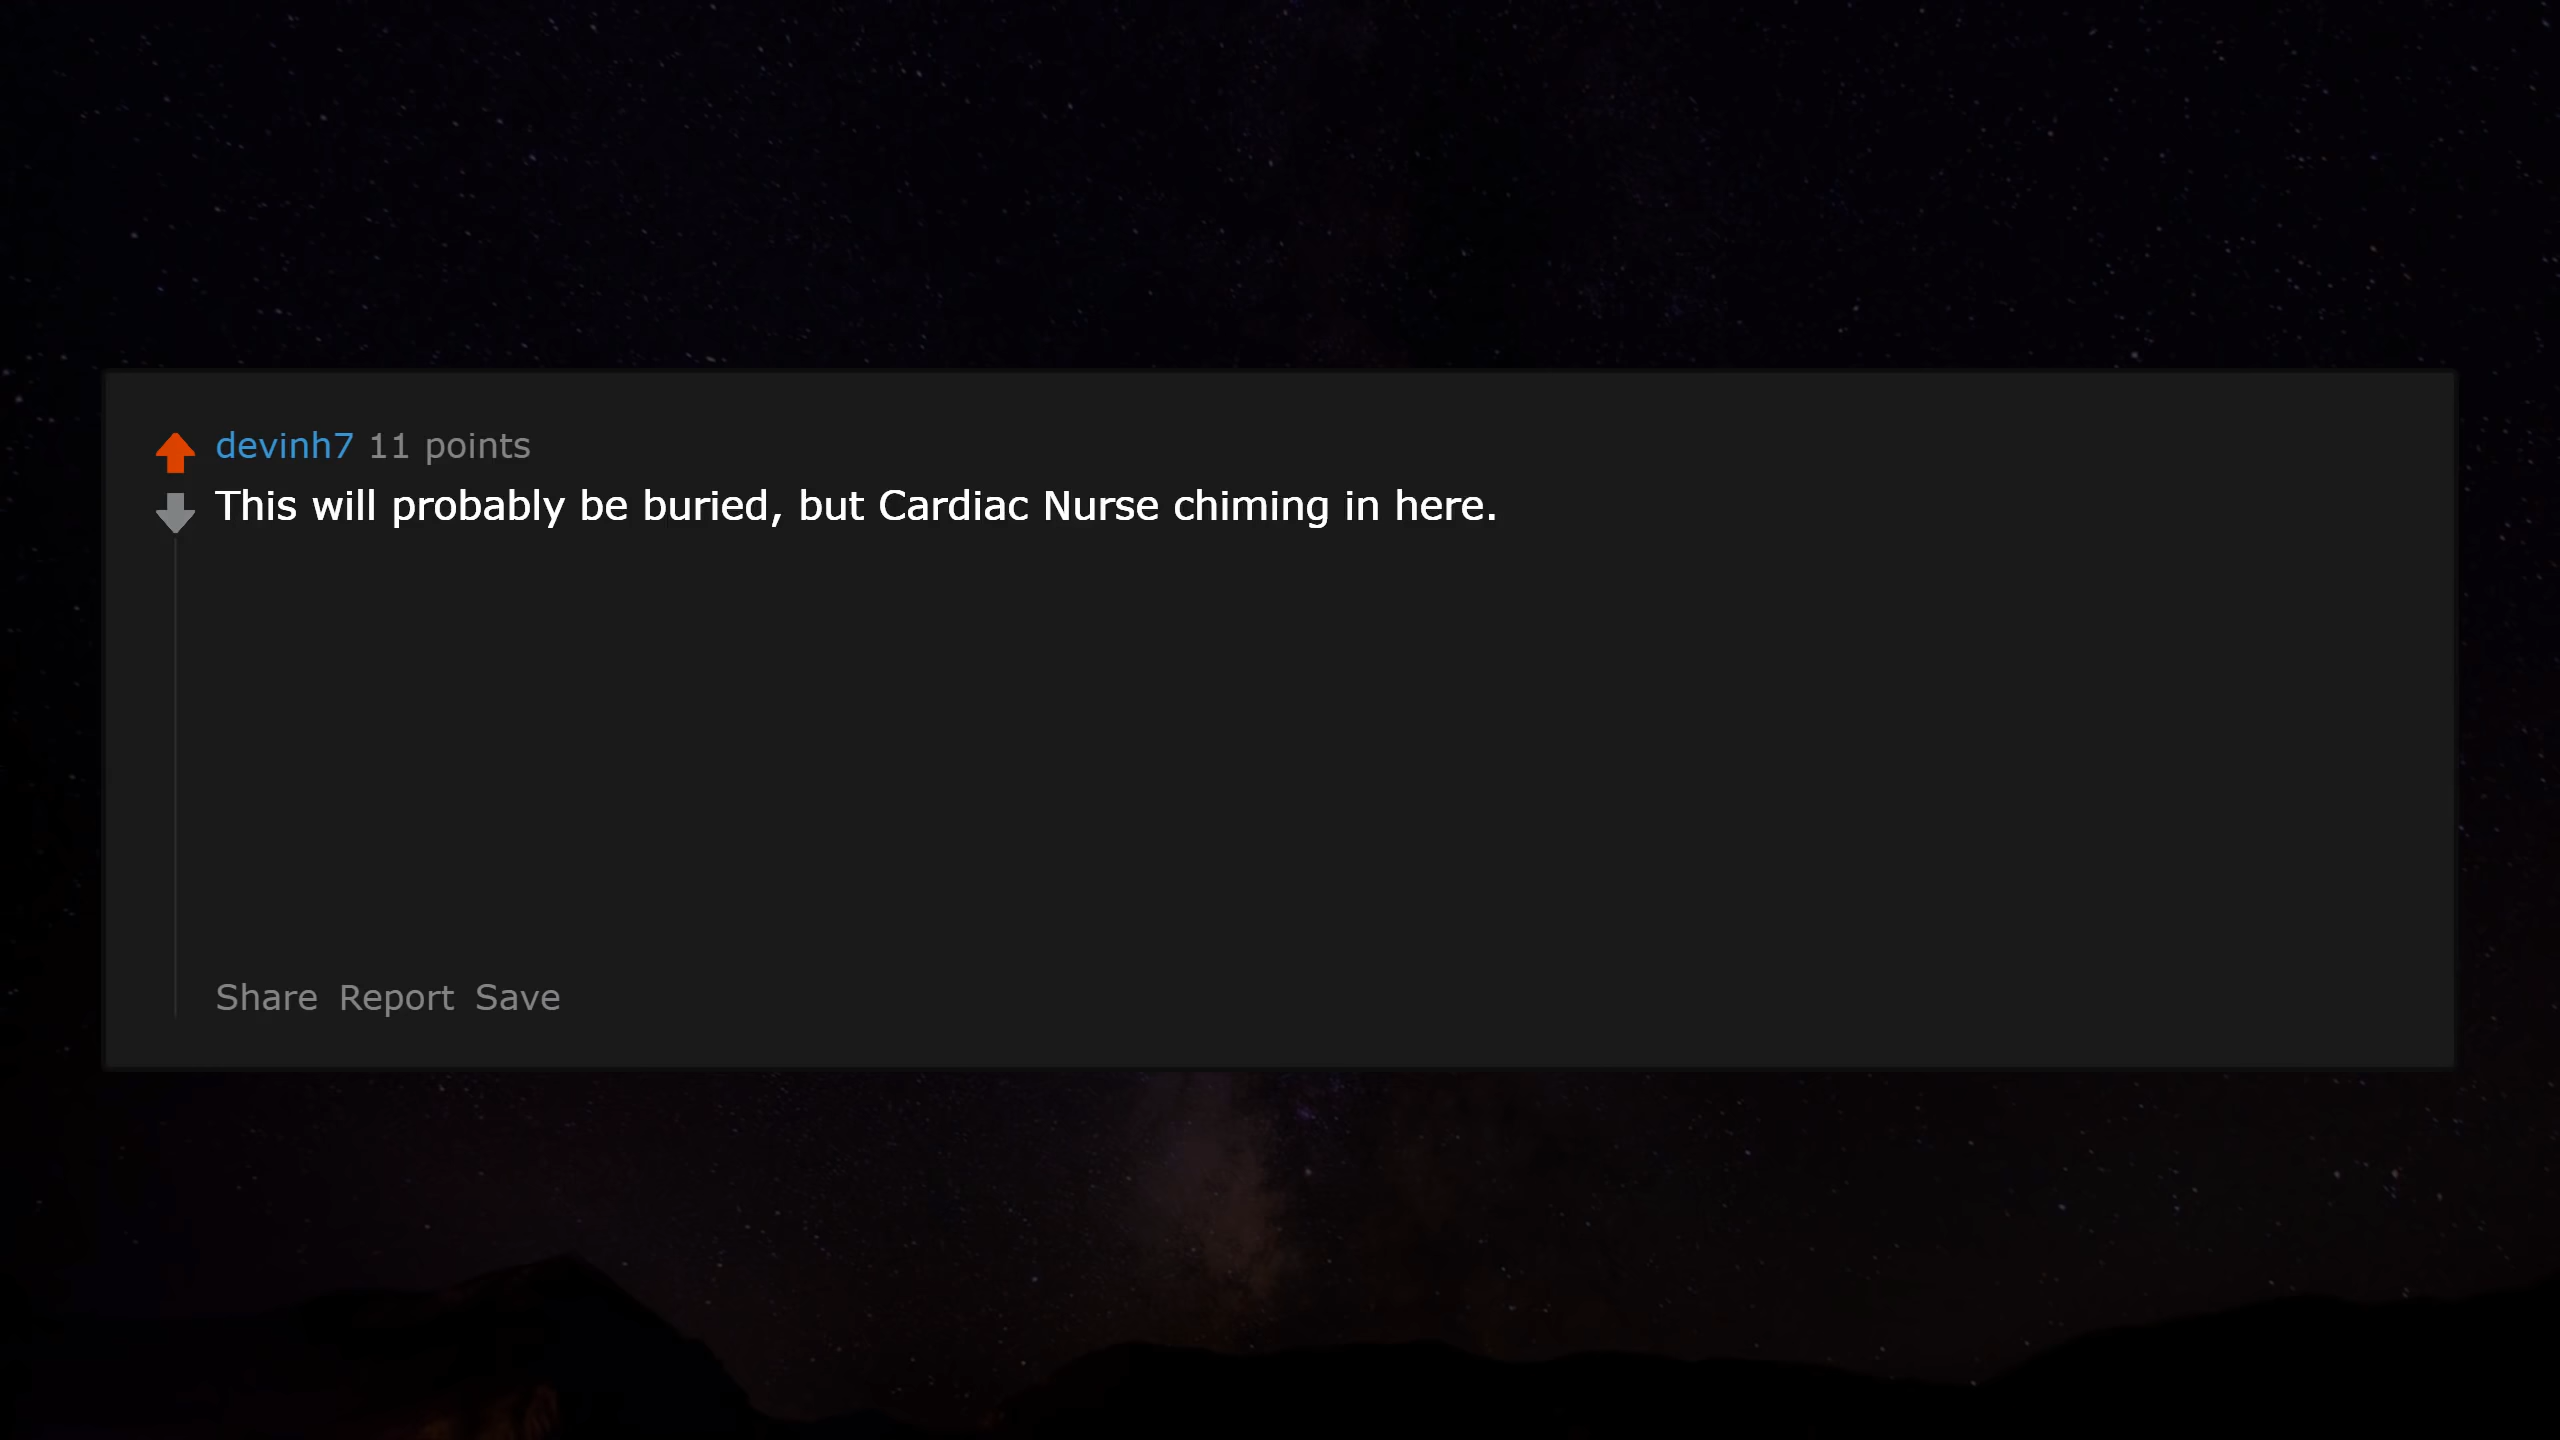 devinh7 11 points
This will probably be buried, but Cardiac Nurse chiming in here.
Share Report Save